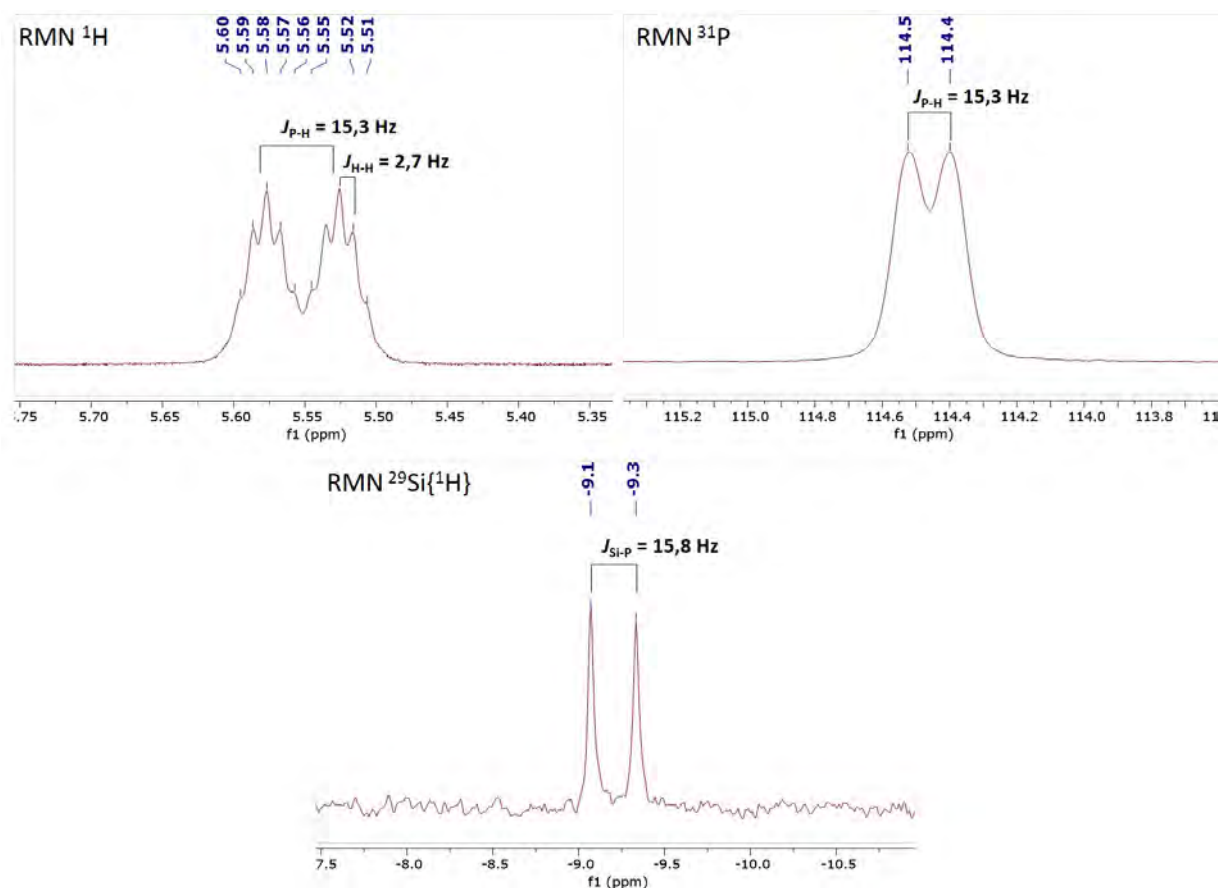 RMN ¹H
5.60
5.59
5.58
5.57
5.56
5.55
5.52
5.51
J_P-H = 15,3 Hz
J_H-H = 2,7 Hz
5.75 5.70 5.65 5.60 5.55 5.50 5.45 5.40 5.35
f1 (ppm)
RMN ³¹P
114.5
114.4
J_P-H = 15,3 Hz
115.2 115.0 114.8 114.6 114.4 114.2 114.0 113.8
f1 (ppm)
RMN ²⁹Si{¹H}
-9.1
-9.3
J_Si-P = 15,8 Hz
7.5 -8.0 -8.5 -9.0 -9.5 -10.0 -10.5
f1 (ppm)